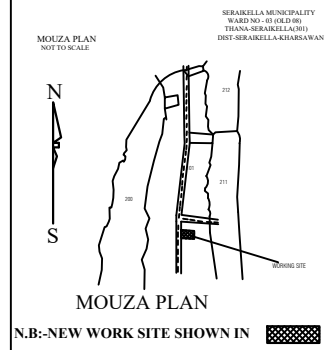 SERAIKELLA MUNICIPALITY
WARD NO - 03 (OLD 08)
THANA-SERAIKELLA(301)
DIST-SERAIKELLA-KHARSAWAN
MOUZA PLAN
NOT TO SCALE
N
S
212
211
200
WORKING SITE
MOUZA PLAN
N.B:-NEW WORK SITE SHOWN IN